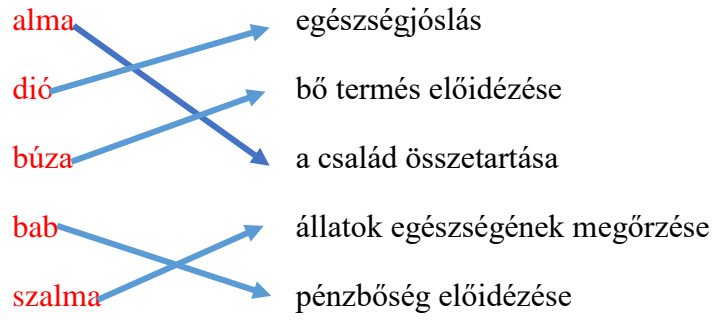 alma egészségjóslás
dió bő termés előidézése
búza a család összetartása
bab állatok egészségének megőrzése
szalma pénzbőség előidézése